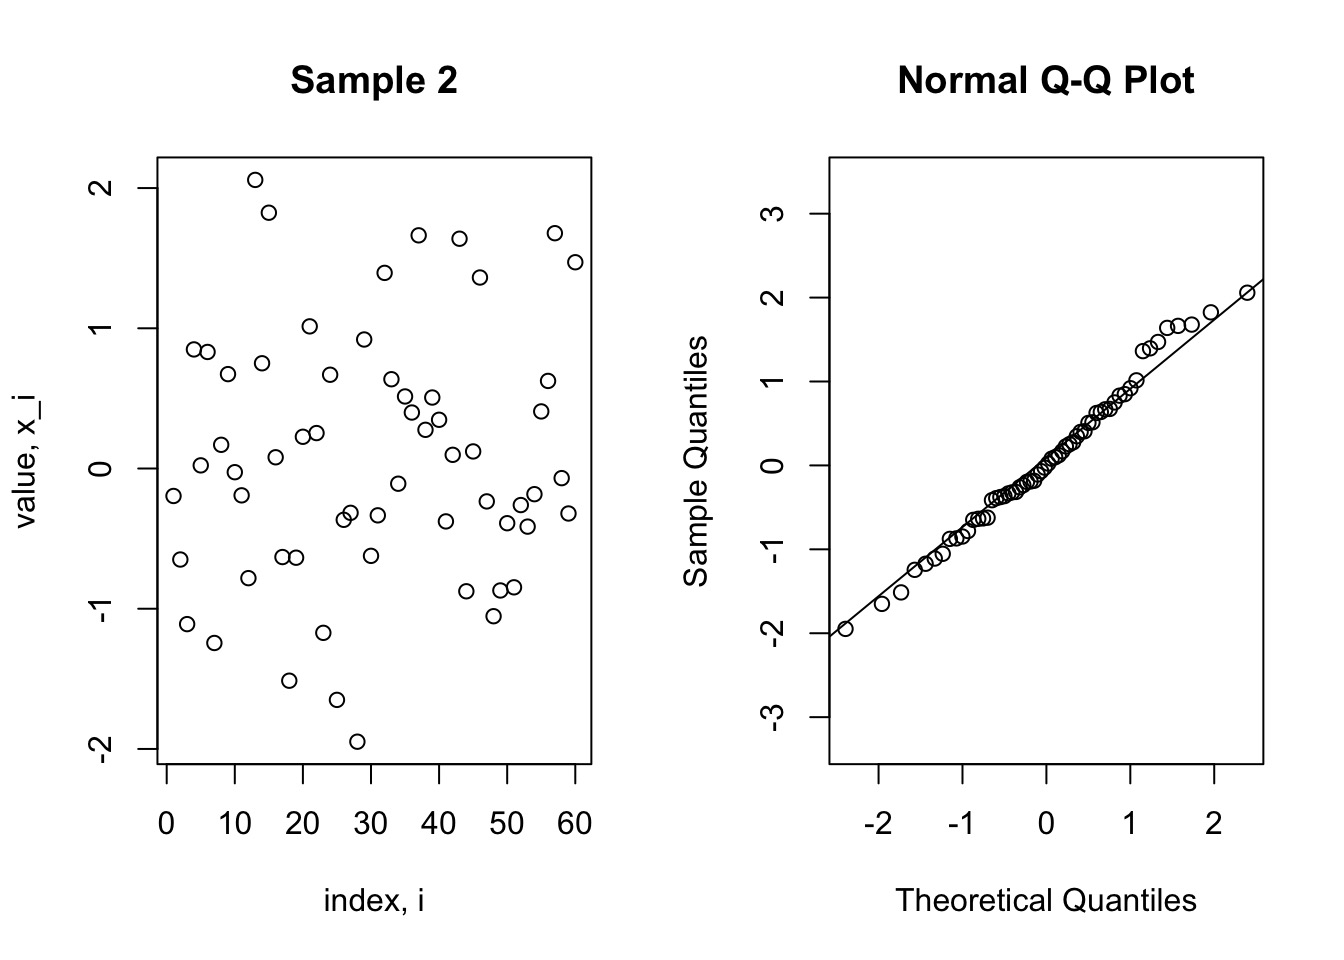 Sample 2
value, x_i
2
1
0
-1
-2
0 10 20 30 40 50 60
index, i
Normal Q-Q Plot
Sample Quantiles
3
2
1
0
-1
-2
-3
-2 -1 0 1 2
Theoretical Quantiles